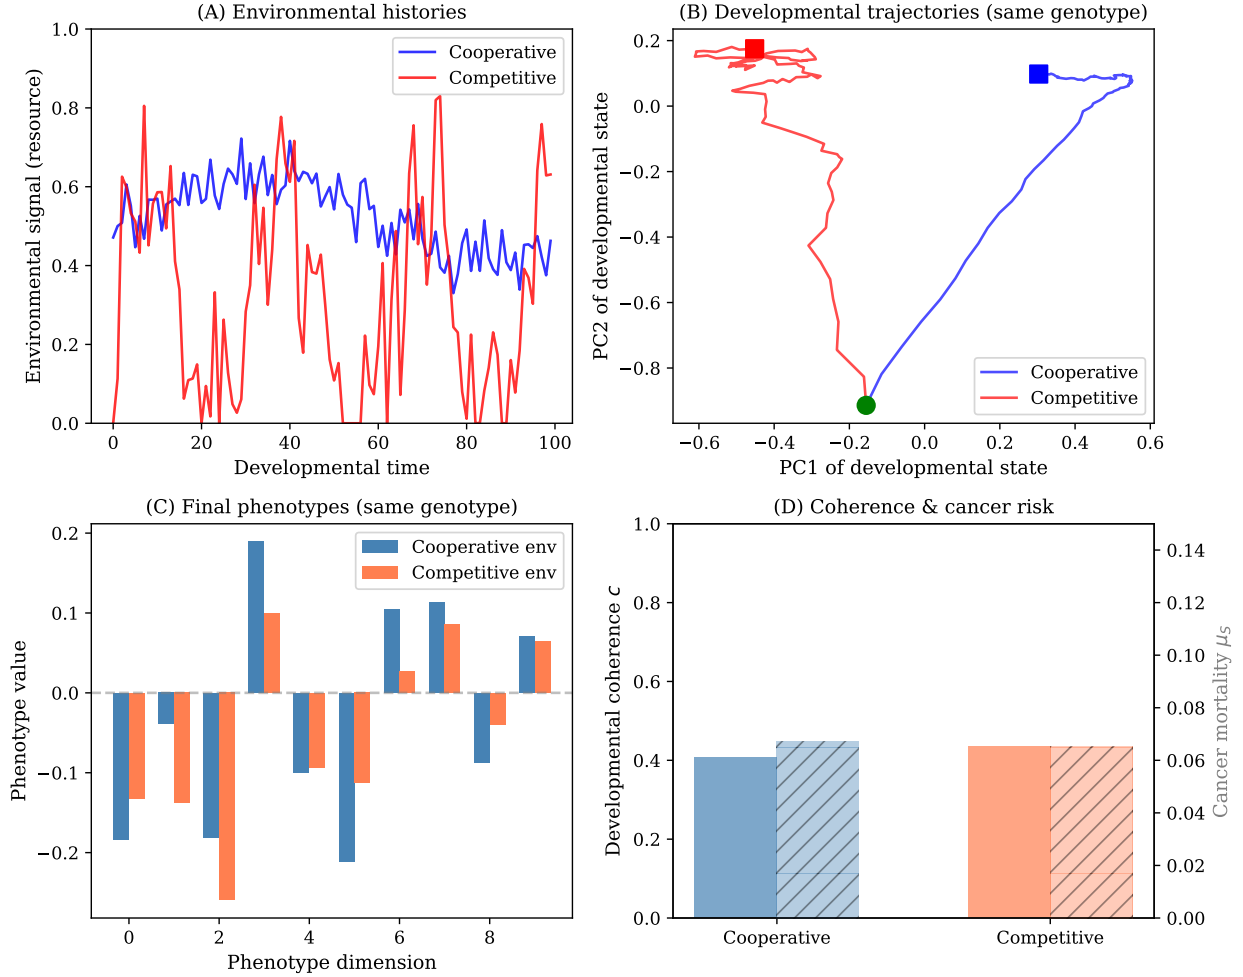 (A) Environmental histories
Environmental signal (resource)
1.0
0.8
0.6
0.4
0.2
0.0
Cooperative
Competitive
0
20
40
60
80
100
Developmental time
(B) Developmental trajectories (same genotype)
PC2 of developmental state
0.2
0.0
−0.2
−0.4
−0.6
−0.8
Cooperative
Competitive
−0.6
−0.4
−0.2
0.0
0.2
0.4
0.6
PC1 of developmental state
(C) Final phenotypes (same genotype)
Phenotype value
0.2
0.1
0.0
−0.1
−0.2
Cooperative env
Competitive env
0
2
4
6
8
Phenotype dimension
(D) Coherence & cancer risk
Developmental coherence c
1.0
0.8
0.6
0.4
0.2
0.0
Cooperative
Competitive
0.14
0.12
0.10
0.08
0.06
0.04
0.02
0.00
Cancer mortality μS